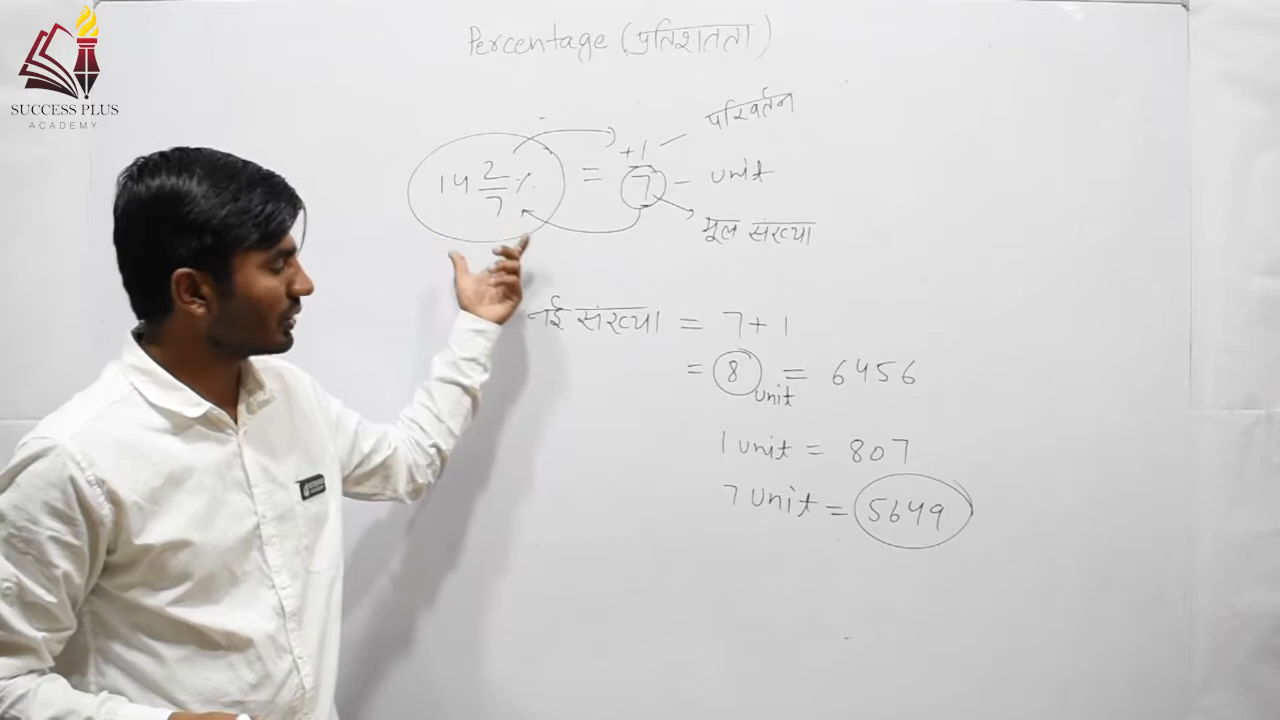 SUCCESS PLUS
ACADEMY
Percentage (प्रतिशतता)
14 2/7 % = +1/7
परिवर्तन
unit
मूल संख्या
नई संख्या = 7+1
= 8 unit = 6456
1 unit = 807
7 unit = 5649